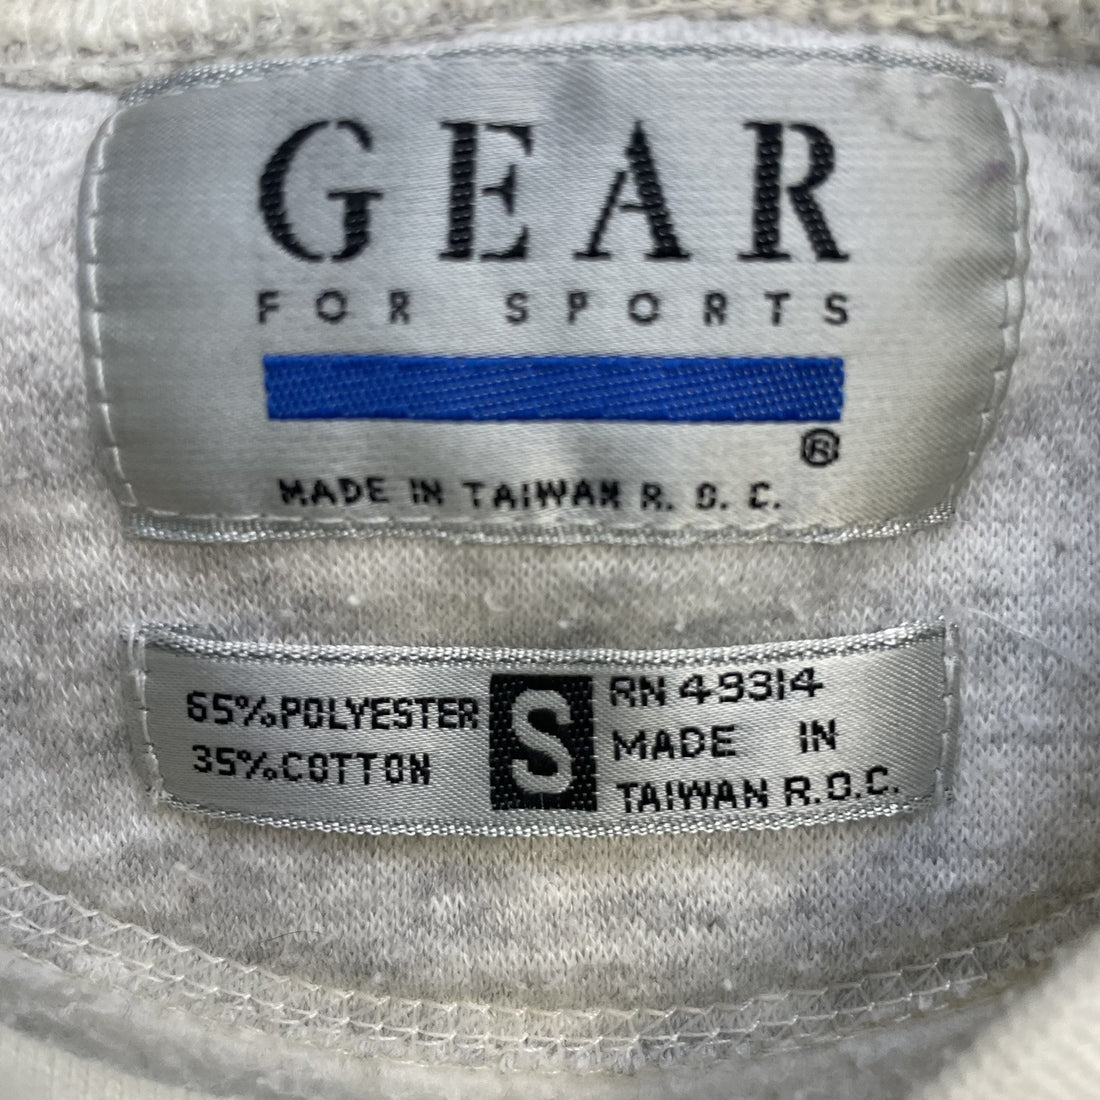 GEAR
FOR SPORTS
®
MADE IN TAIWAN R. O. C.
65% POLYESTER
35% COTTON
S
RN 49314
MADE IN
TAIWAN R.O.C.